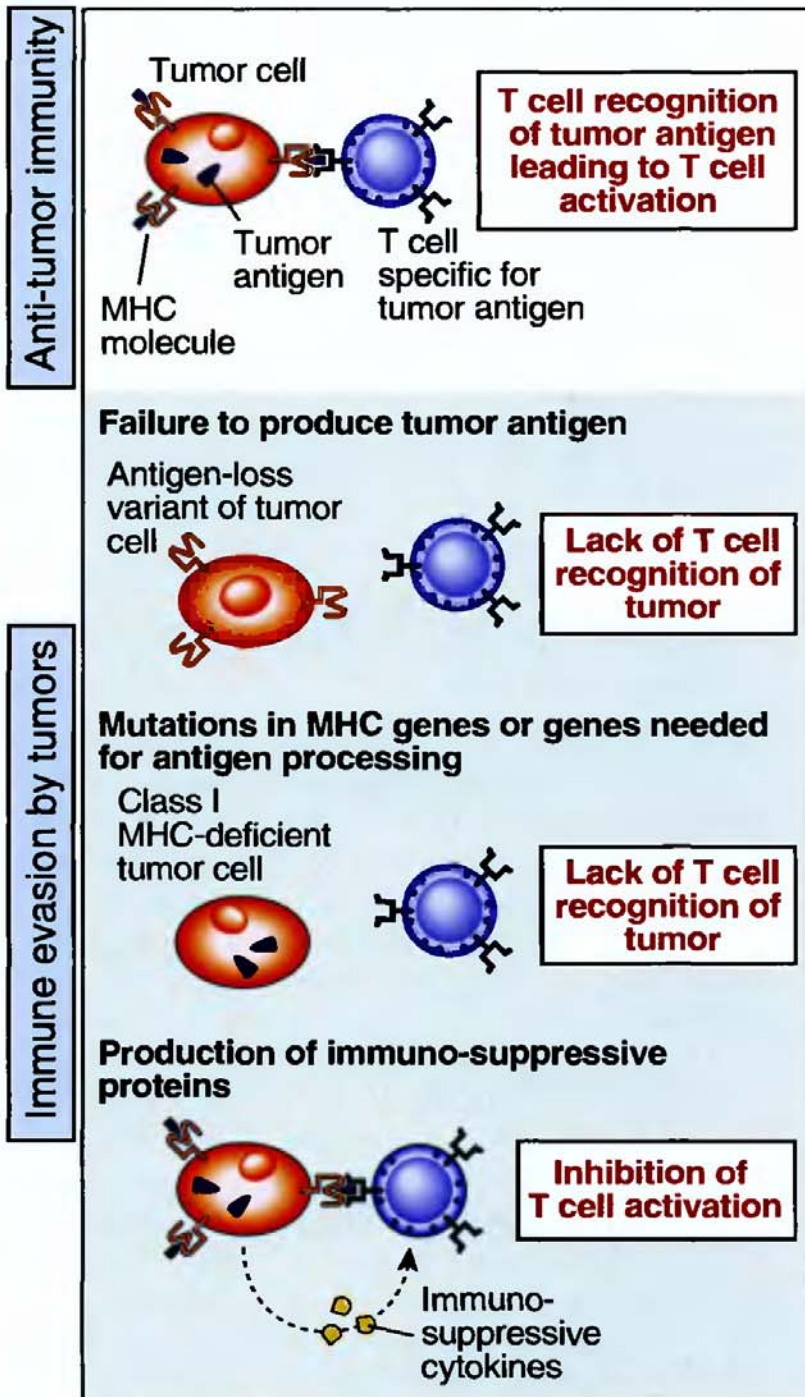 Anti-tumor immunity
Tumor cell
T cell recognition
of tumor antigen
leading to T cell
activation
Tumor
antigen
T cell
specific for
tumor antigen
MHC
molecule
Immune evasion by tumors
Failure to produce tumor antigen
Antigen-loss
variant of tumor
cell
Lack of T cell
recognition of
tumor
Mutations in MHC genes or genes needed
for antigen processing
Class I
MHC-deficient
tumor cell
Lack of T cell
recognition of
tumor
Production of immuno-suppressive
proteins
Inhibition of
T cell activation
Immuno-
suppressive
cytokines